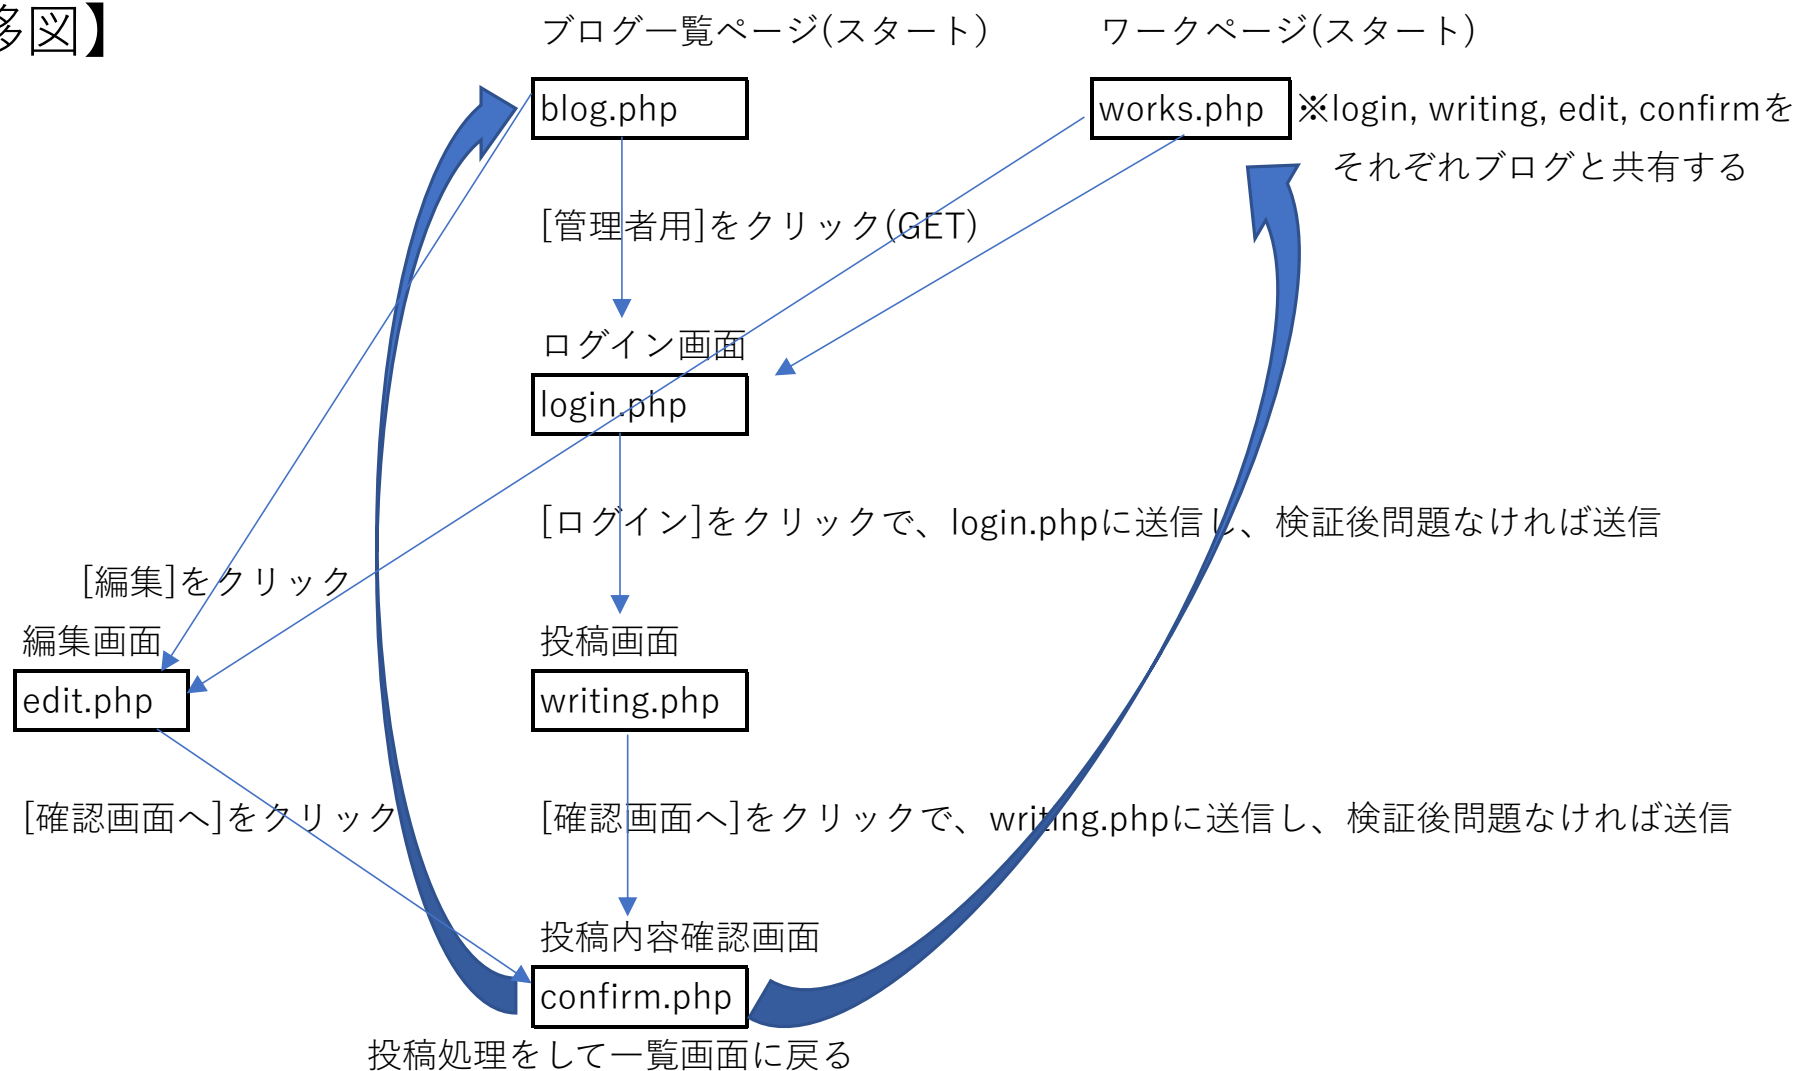 移図】
ブログ一覧ページ(スタート)
ワークページ(スタート)
blog.php
works.php
※login, writing, edit, confirmを
それぞれブログと共有する
[管理者用]をクリック(GET)
ログイン画面
login.php
[ログイン]をクリックで、login.phpに送信し、検証後問題なければ送信
[編集]をクリック
編集画面
投稿画面
edit.php
writing.php
[確認画面へ]をクリック
[確認画面へ]をクリックで、writing.phpに送信し、検証後問題なければ送信
投稿内容確認画面
confirm.php
投稿処理をして一覧画面に戻る